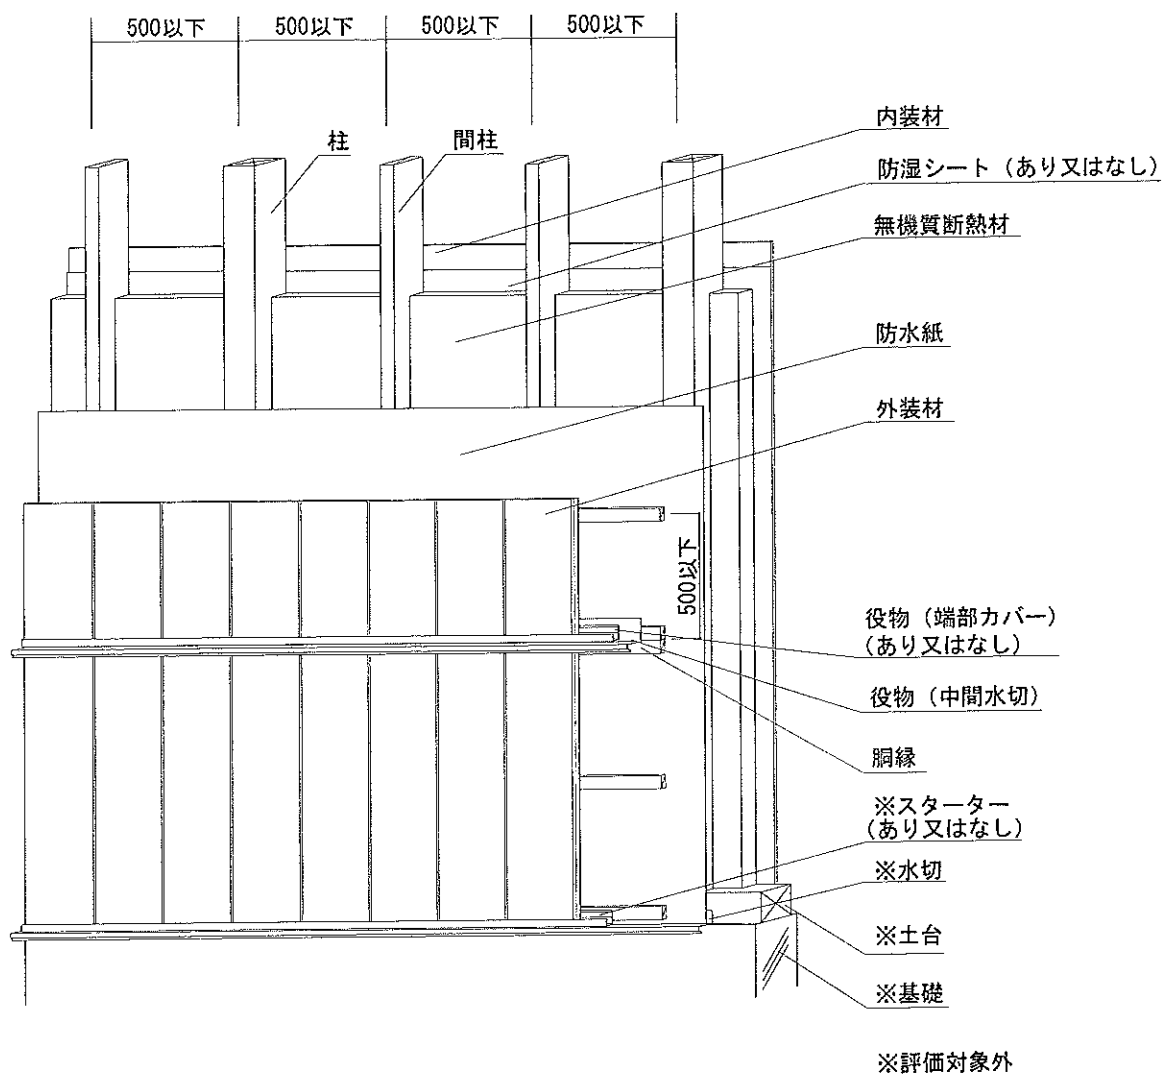 500以下
500以下
500以下
500以下
柱
間柱
内装材
防湿シート（あり又はなし）
無機質断熱材
防水紙
外装材
500以下
役物（端部カバー）
（あり又はなし）
役物（中間水切）
胴縁
※スターター
（あり又はなし）
※水切
※土台
※基礎
※評価対象外